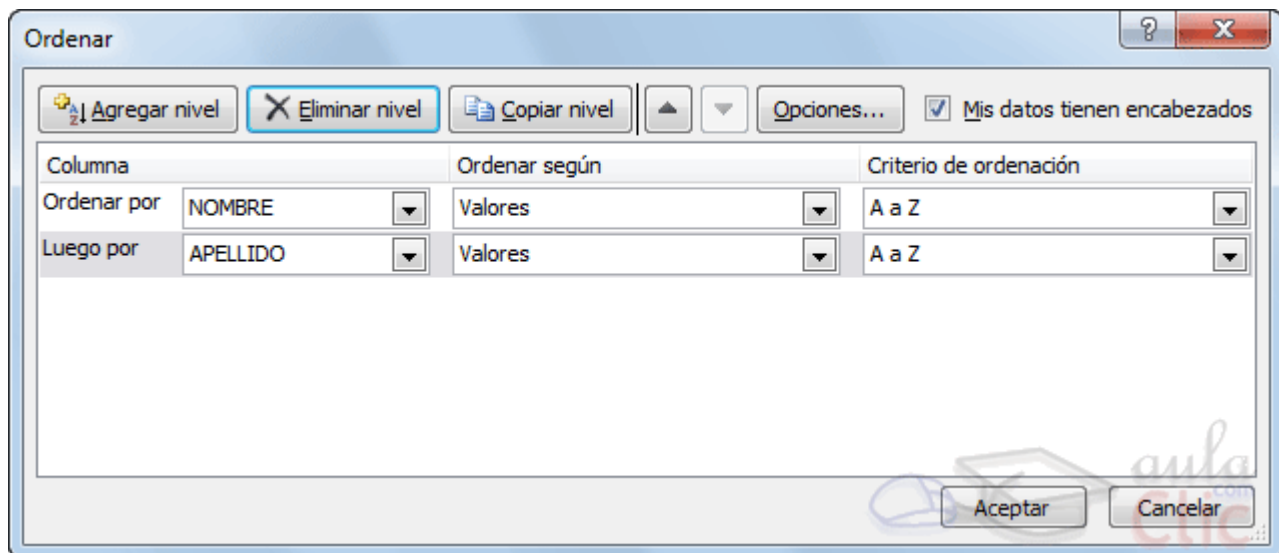 Ordenar
Agregar nivel Eliminar nivel Copiar nivel Opciones... Mis datos tienen encabezados
Columna Ordenar según Criterio de ordenación
Ordenar por NOMBRE Valores A a Z
Luego por APELLIDO Valores A a Z
aula
.com
Clic
Aceptar Cancelar